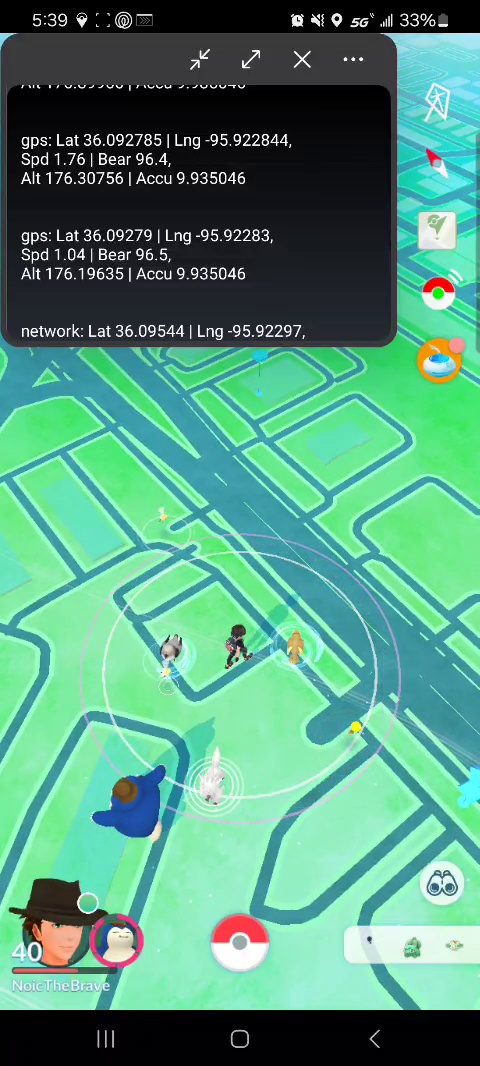 5:39
5G 33%
gps: Lat 36.092785 | Lng -95.922844,
Spd 1.76 | Bear 96.4,
Alt 176.30756 | Accu 9.935046
gps: Lat 36.09279 | Lng -95.92283,
Spd 1.04 | Bear 96.5,
Alt 176.19635 | Accu 9.935046
network: Lat 36.09544 | Lng -95.92297,
40
NoicTheBrave